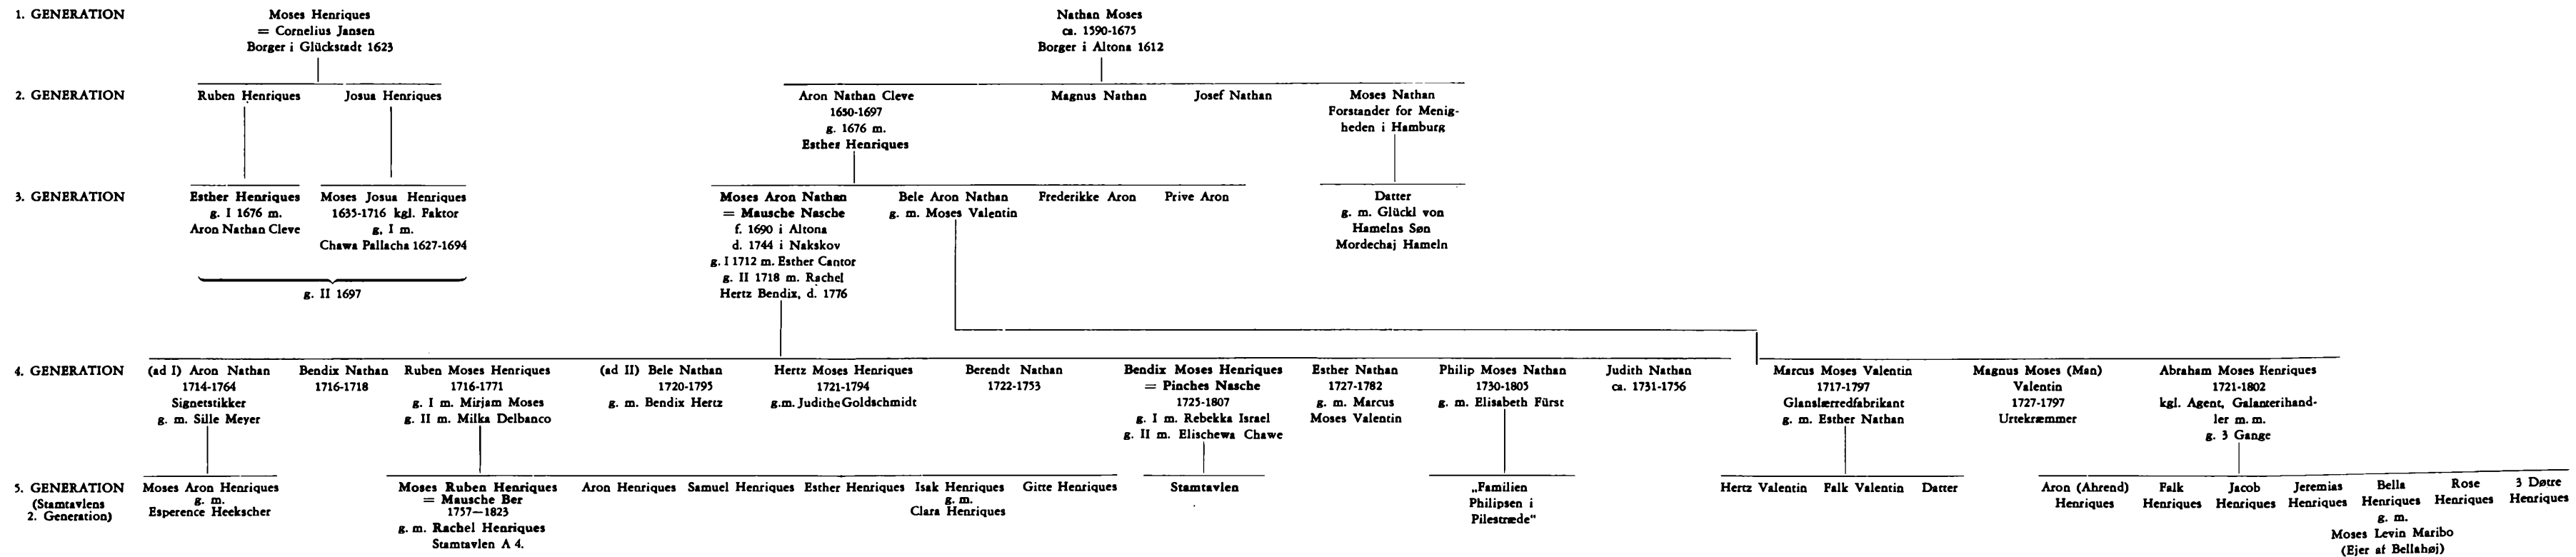 1. GENERATION
Moses Henriques
= Cornelius Jansen
Borger i Glückstadt 1623
Nathan Moses
ca. 1590-1675
Borger i Altona 1612
2. GENERATION
Ruben Henriques
Josua Henriques
Aron Nathan Cleve
1650-1697
g. 1676 m.
Esther Henriques
Magnus Nathan
Josef Nathan
Moses Nathan
Forstander for Menig-
heden i Hamburg
3. GENERATION
Esther Henriques
g. I 1676 m.
Aron Nathan Cleve
Moses Josua Henriques
1635-1716 kgl. Faktor
g. I m.
Chawa Pallacha 1627-1694
g. II 1697
Moses Aron Nathan
= Mausche Nasche
f. 1690 i Altona
d. 1744 i Nakskov
g. I 1712 m. Esther Cantor
g. II 1718 m. Rachel
Hertz Bendix, d. 1776
Bele Aron Nathan
g. m. Moses Valentin
Frederikke Aron
Prive Aron
Datter
g. m. Glückl von
Hamelns Søn
Mordechaj Hameln
4. GENERATION
(ad I) Aron Nathan
1714-1764
Signetstikker
g. m. Sille Meyer
Bendix Nathan
1716-1718
Ruben Moses Henriques
1716-1771
g. I m. Mirjam Moses
g. II m. Milka Delbanco
(ad II) Bele Nathan
1720-1795
g. m. Bendix Hertz
Hertz Moses Henriques
1721-1794
g.m. Judithe Goldschmidt
Berendt Nathan
1722-1753
Bendix Moses Henriques
= Pinches Nasche
1725-1807
g. I m. Rebekka Israel
g. II m. Elischewa Chawe
Esther Nathan
1727-1782
g. m. Marcus
Moses Valentin
Philip Moses Nathan
1730-1805
g. m. Elisabeth Fürst
Judith Nathan
ca. 1731-1756
Marcus Moses Valentin
1717-1797
Glanslærredfabrikant
g. m. Esther Nathan
Magnus Moses (Man)
Valentin
1727-1797
Urtekræmmer
Abraham Moses Henriques
1721-1802
kgl. Agent, Galanterihand-
ler m. m.
g. 3 Gange
5. GENERATION
(Stamtavlens
2. Generation)
Moses Aron Henriques
g. m.
Esperence Heekscher
Moses Ruben Henriques
= Mausche Ber
1757—1823
g. m. Rachel Henriques
Stamtavlen A 4.
Aron Henriques
Samuel Henriques
Esther Henriques
Isak Henriques
g. m.
Clara Henriques
Gitte Henriques
Stamtavlen
„Familien
Philipsen i
Pilestræde“
Hertz Valentin
Falk Valentin
Datter
Aron (Ahrend)
Henriques
Falk
Henriques
Jacob
Henriques
Jeremias
Henriques
Bella
Henriques
g. m.
Moses Levin Maribo
(Ejer af Bellahøj)
Rose
Henriques
3 Døtre
Henriques